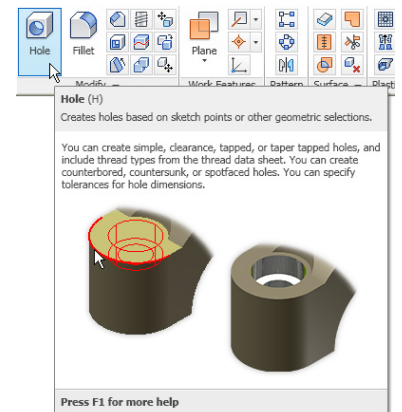 Hole
Fillet
Plane
Modify
Work Features
Pattern
Surface
Plasti
Hole (H)
Creates holes based on sketch points or other geometric selections.
You can create simple, clearance, tapped, or taper tapped holes, and
include thread types from the thread data sheet. You can create
counterbored, countersunk, or spotfaced holes. You can specify
tolerances for hole dimensions.
Press F1 for more help